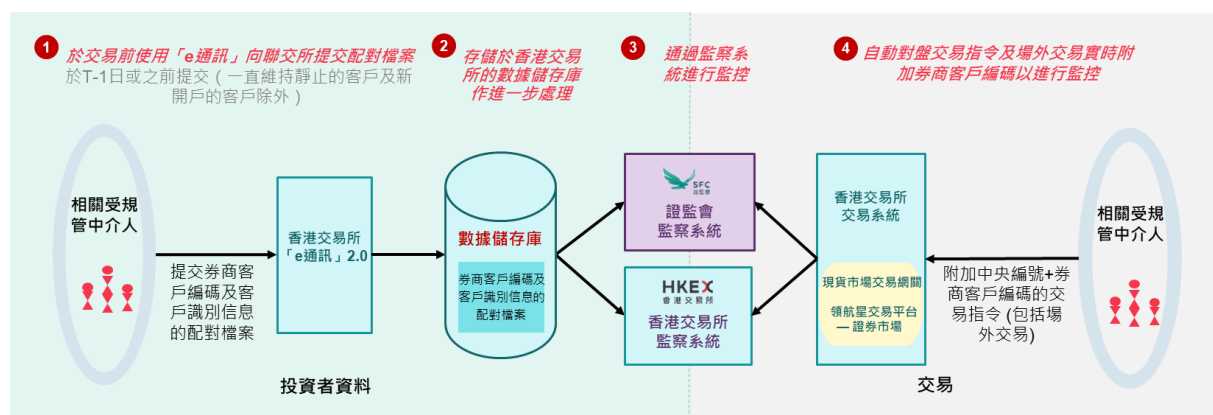 1
於交易前使用「e通訊」向聯交所提交配對檔案
於T-1日或之前提交（一直維持靜止的客戶及新
開戶的客戶除外）
2
存儲於香港交易
所的數據儲存庫
作進一步處理
3
通過監察系
統進行監控
4
自動對盤交易指令及場外交易實時附
加券商客戶編碼以進行監控
相關受規
管中介人
提交券商客
戶編碼及客
戶識別信息
的配對檔案
香港交易所
「e通訊」2.0
數據儲存庫
券商客戶編碼及
客戶識別信息的
配對檔案
SFC
證監會
證監會
監察系統
HKEX
香港交易所
香港交易所
監察系統
香港交易所
交易系統
現貨市場交易網關
領航星交易平台
— 證券市場
附加中央編號+券
商客戶編碼的交
易指令 (包括場
外交易)
相關受規
管中介人
投資者資料
交易